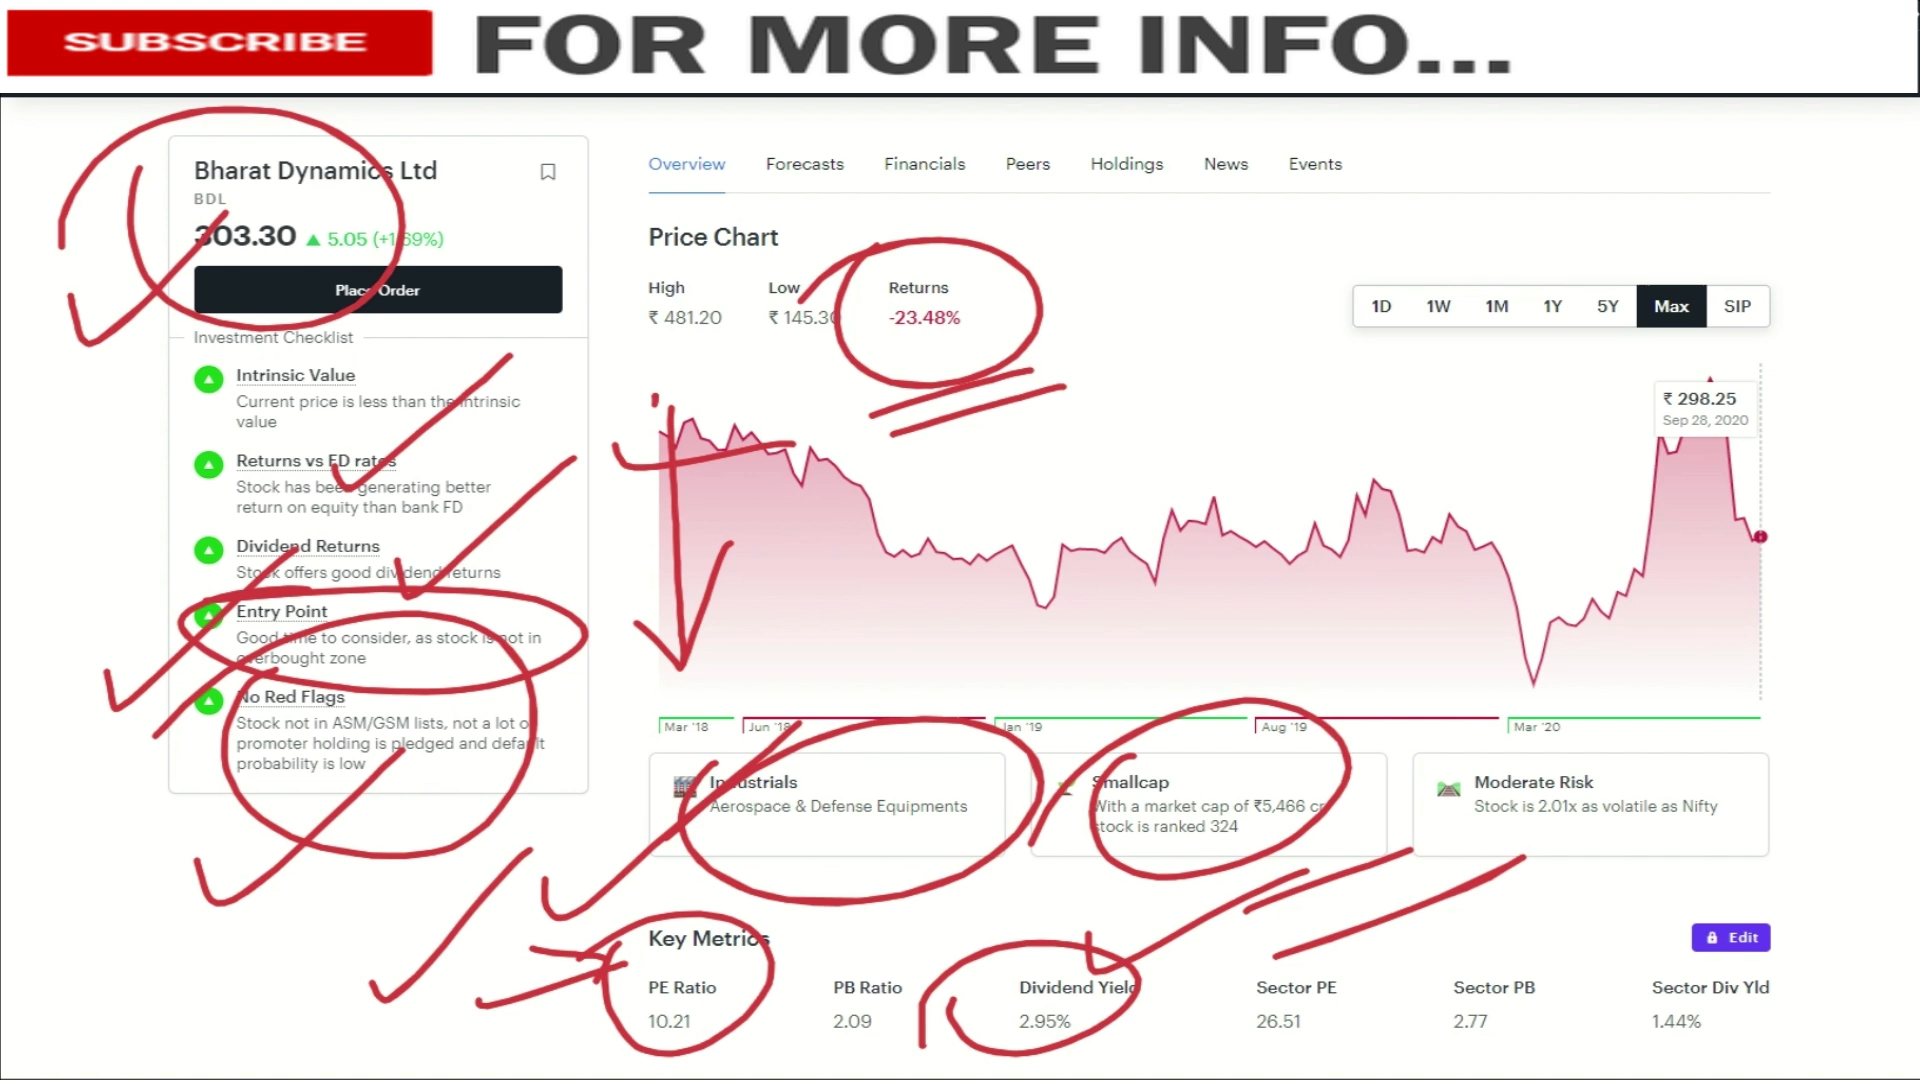 SUBSCRIBE
FOR MORE INFO...
Bharat Dynamics Ltd
BDL
303.30 5.05 (+1.69%)
Place Order
Investment Checklist
Intrinsic Value
Current price is less than the intrinsic
value
Returns vs FD rates
Stock has been generating better
return on equity than bank FD
Dividend Returns
Stock offers good dividend returns
Entry Point
Good time to consider, as stock is not in
overbought zone
No Red Flags
Stock not in ASM/GSM lists, not a lot of
promoter holding is pledged and default
probability is low
Overview Forecasts Financials Peers Holdings News Events
Price Chart
High Low Returns
₹ 481.20 ₹ 145.30 -23.48%
1D 1W 1M 1Y 5Y Max SIP
₹ 298.25
Sep 28, 2020
Mar '18 Jun '18 Jan '19 Aug '19 Mar '20
Industrials
Aerospace & Defense Equipments
Smallcap
With a market cap of ₹5,466 cr,
stock is ranked 324
Moderate Risk
Stock is 2.01x as volatile as Nifty
Key Metrics
Edit
PE Ratio PB Ratio Dividend Yield Sector PE Sector PB Sector Div Yld
10.21 2.09 2.95% 26.51 2.77 1.44%